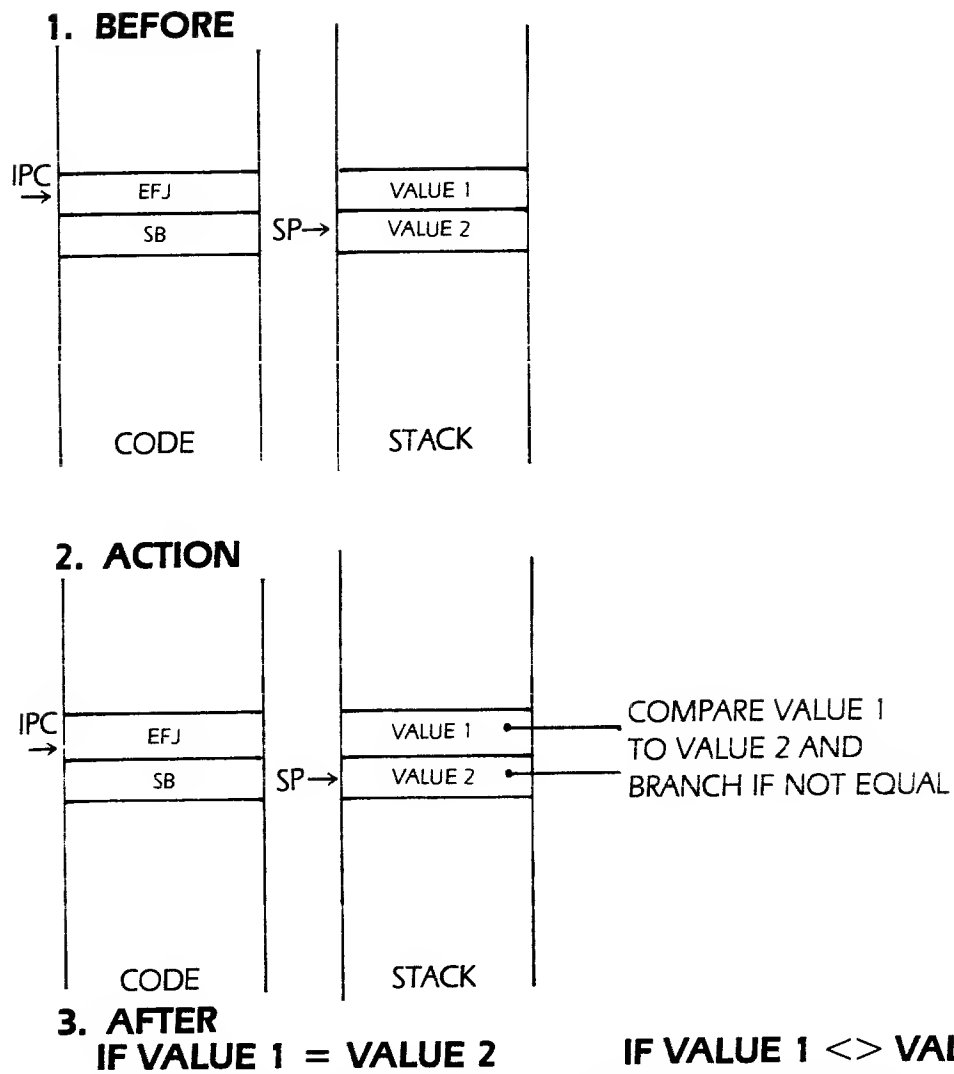 1. BEFORE
IPC
→
EFJ
SB
SP→
VALUE 1
VALUE 2
CODE
STACK
2. ACTION
IPC
→
EFJ
SB
SP→
VALUE 1
VALUE 2
COMPARE VALUE 1
TO VALUE 2 AND
BRANCH IF NOT EQUAL
CODE
STACK
3. AFTER
IF VALUE 1 = VALUE 2
IF VALUE 1 <>